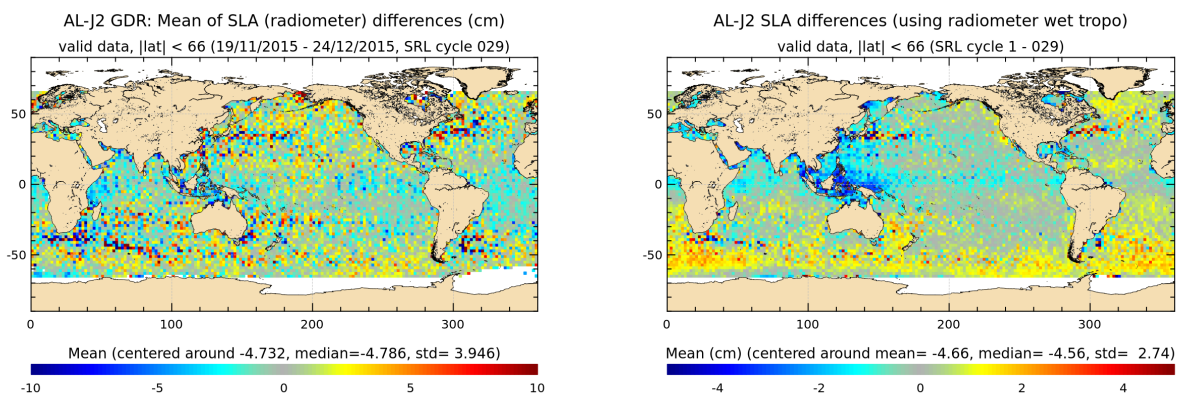 AL-J2 GDR: Mean of SLA (radiometer) differences (cm)
valid data, |lat| < 66 (19/11/2015 - 24/12/2015, SRL cycle 029)
50
0
-50
0 100 200 300
Mean (centered around -4.732, median=-4.786, std= 3.946)
-10 -5 0 5 10
AL-J2 SLA differences (using radiometer wet tropo)
valid data, |lat| < 66 (SRL cycle 1 - 029)
50
0
-50
0 100 200 300
Mean (cm) (centered around mean= -4.66, median= -4.56, std= 2.74)
-4 -2 0 2 4